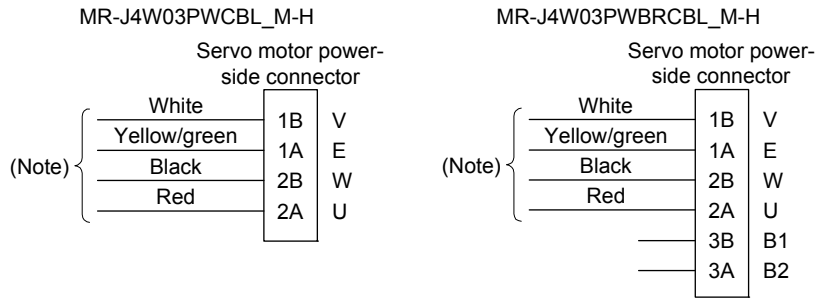 MR-J4W03PWCBL_M-H
Servo motor power-
side connector
White
1B V
Yellow/green
1A E
(Note)
Black
2B W
Red
2A U
MR-J4W03PWBRCBL_M-H
Servo motor power-
side connector
White
1B V
Yellow/green
1A E
(Note)
Black
2B W
Red
2A U
3B B1
3A B2